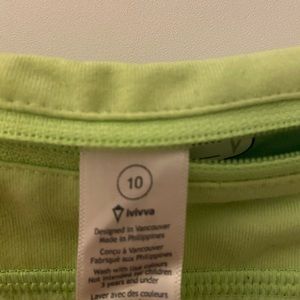 10
ivivva
Designed in Vancouver
Made in Philippines
Conçu à Vancouver
Fabriqué aux Philippines
Wash with like colours
Not intended for children
3 years and under
Laver avec des couleurs